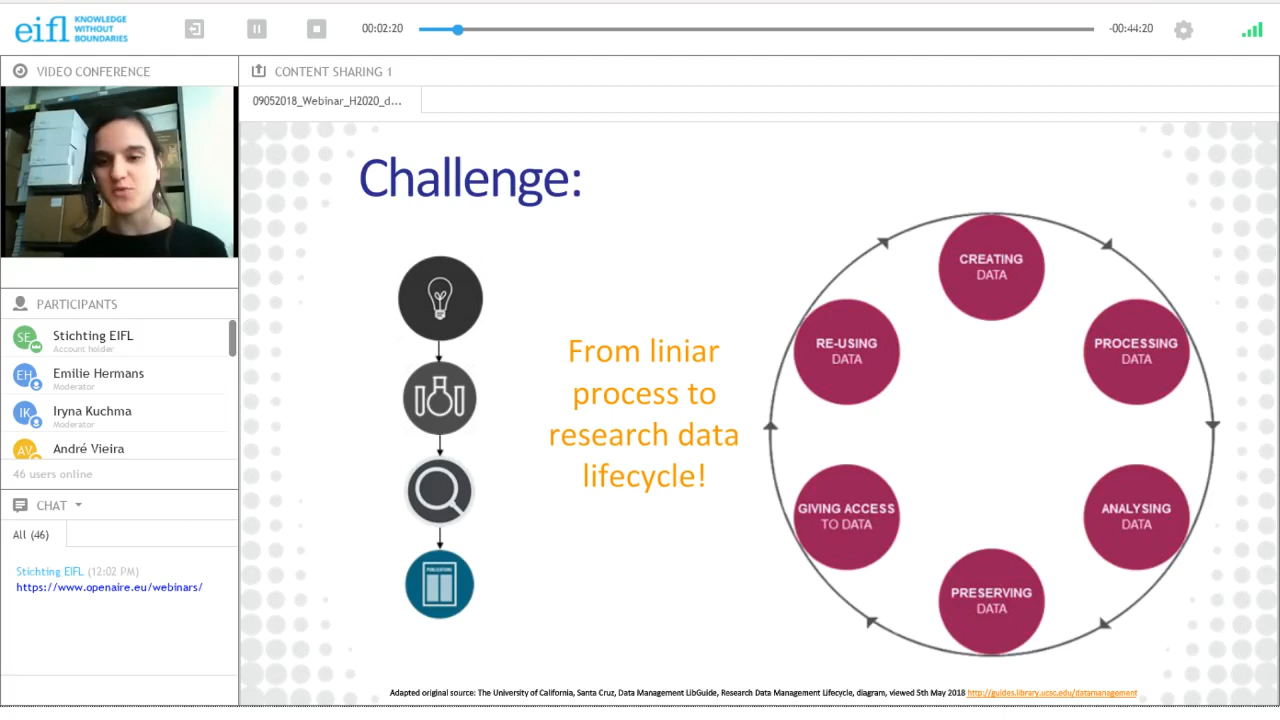 eifl KNOWLEDGE
WITHOUT
BOUNDARIES
00:02:20
-00:44:20
VIDEO CONFERENCE
CONTENT SHARING 1
09052018_Webinar_H2020_d...
PARTICIPANTS
SE
Stichting EIFL
Account holder
EH
Emilie Hermans
Moderator
IK
Iryna Kuchma
Moderator
AV
André Vieira
46 users online
CHAT
All (46)
Stichting EIFL (12:02 PM)
https://www.openaire.eu/webinars/
Challenge:
PUBLICATIONS
From liniar
process to
research data
lifecycle!
CREATING
DATA
PROCESSING
DATA
ANALYSING
DATA
PRESERVING
DATA
GIVING ACCESS
TO DATA
RE-USING
DATA
Adapted original source: The University of California, Santa Cruz, Data Management LibGuide, Research Data Management Lifecycle, diagram, viewed 5th May 2018 http://guides.library.ucsc.edu/datamanagement